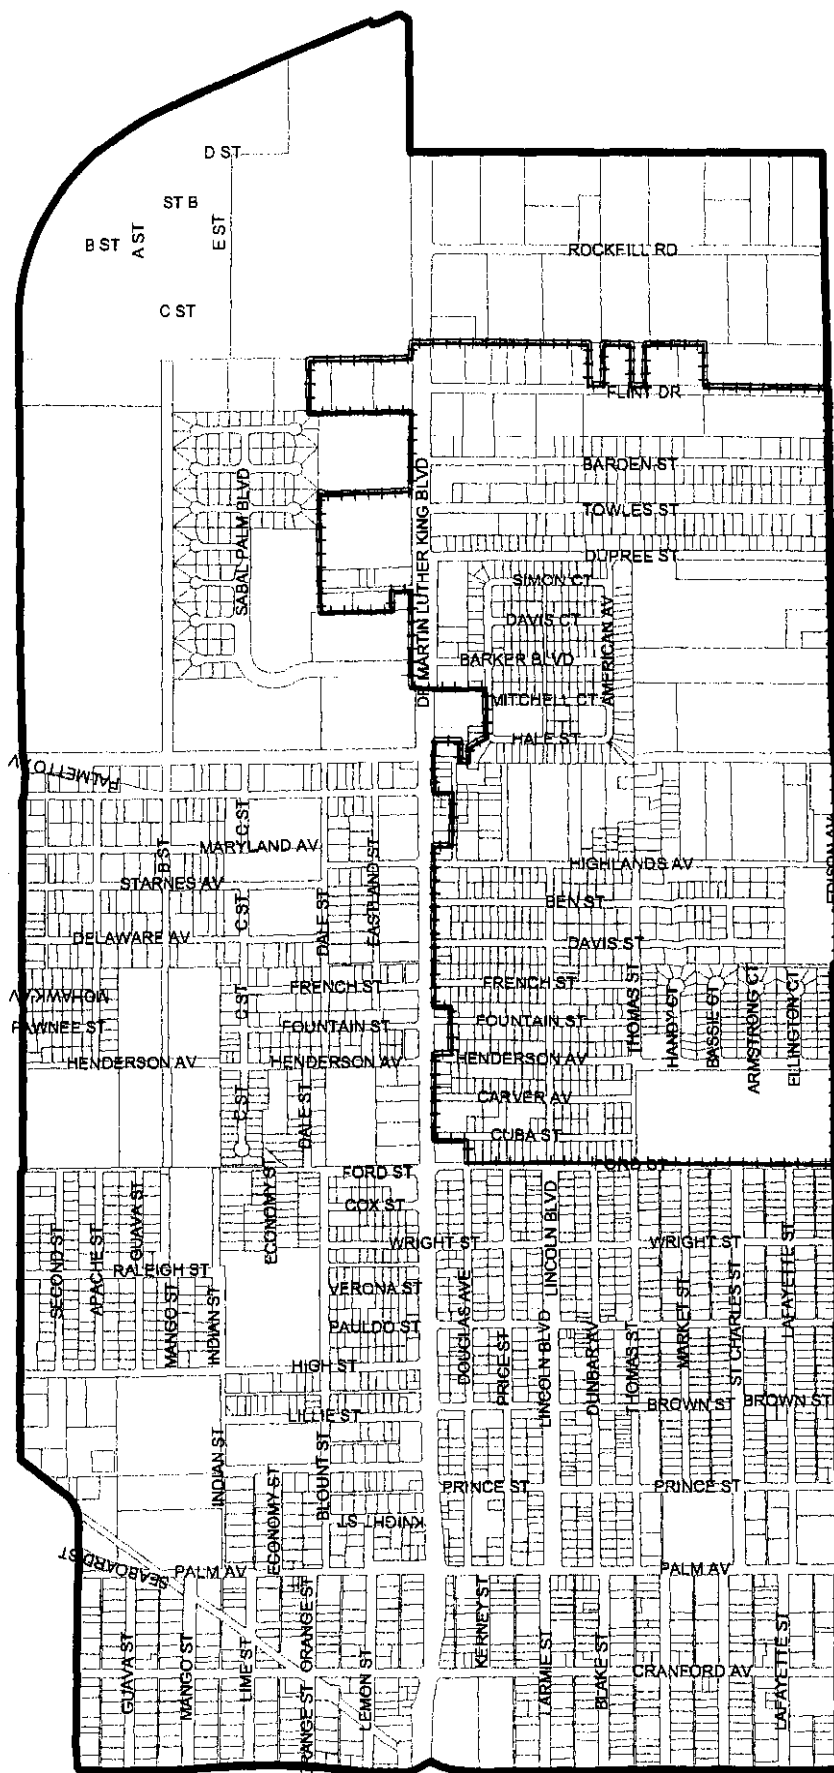 D ST
ST B
A ST
E ST
B ST
ROCKFILL RD
C ST
FLINT DR
BARDEN ST
SABAL PALM BLVD
DR MARTIN LUTHER KING BLVD
TOWLES ST
DUPREE ST
SIMON CT
DAVIS CT
AMERICAN AV
BARKER BLVD
MITCHELL CT
HALE ST
PALMETTO AV
C ST
B ST
MARYLAND AV
HIGHLANDS AV
STARNES AV
EASTLAND ST
DALE ST
C ST
BEN ST
DELAWARE AV
DAVIS ST
MOHAWK AV
FRENCH ST
FRENCH ST
THOMAS ST
HANDY ST
BASSIE ST
ARMSTRONG CT
ELLINGTON CT
C ST
PAWNEE ST
FOUNTAIN ST
FOUNTAIN ST
HENDERSON AV
HENDERSON AV
HENDERSON AV
C ST
DALE ST
CARVER AV
CUBA ST
FORD ST
FORD ST
ECONOMY ST
COX ST
LINCOLN BLVD
GUAVA ST
SECOND ST
APACHE ST
WRIGHT ST
WRIGHT ST
LAFAYETTE ST
RALEIGH ST
VERONA ST
MANGO ST
INDIAN ST
PAULDO ST
DOUGLAS AVE
PRICE ST
LINCOLN BLVD
DUNBAR AV
THOMAS ST
MARKET ST
ST CHARLES ST
HIGH ST
BROWN ST
BROWN ST
LILLIE ST
INDIAN ST
BLOUNT ST
ECONOMY ST
PRINCE ST
PRINCE ST
KNIGHT ST
SEABOARD ST
PALM AV
PALM AV
GUAVA ST
MANGO ST
LIME ST
ORANGE ST
RANGE ST
LEMON ST
KERNEY ST
LARMIE ST
BLAKE ST
CRANFORD AV
LAFAYETTE ST